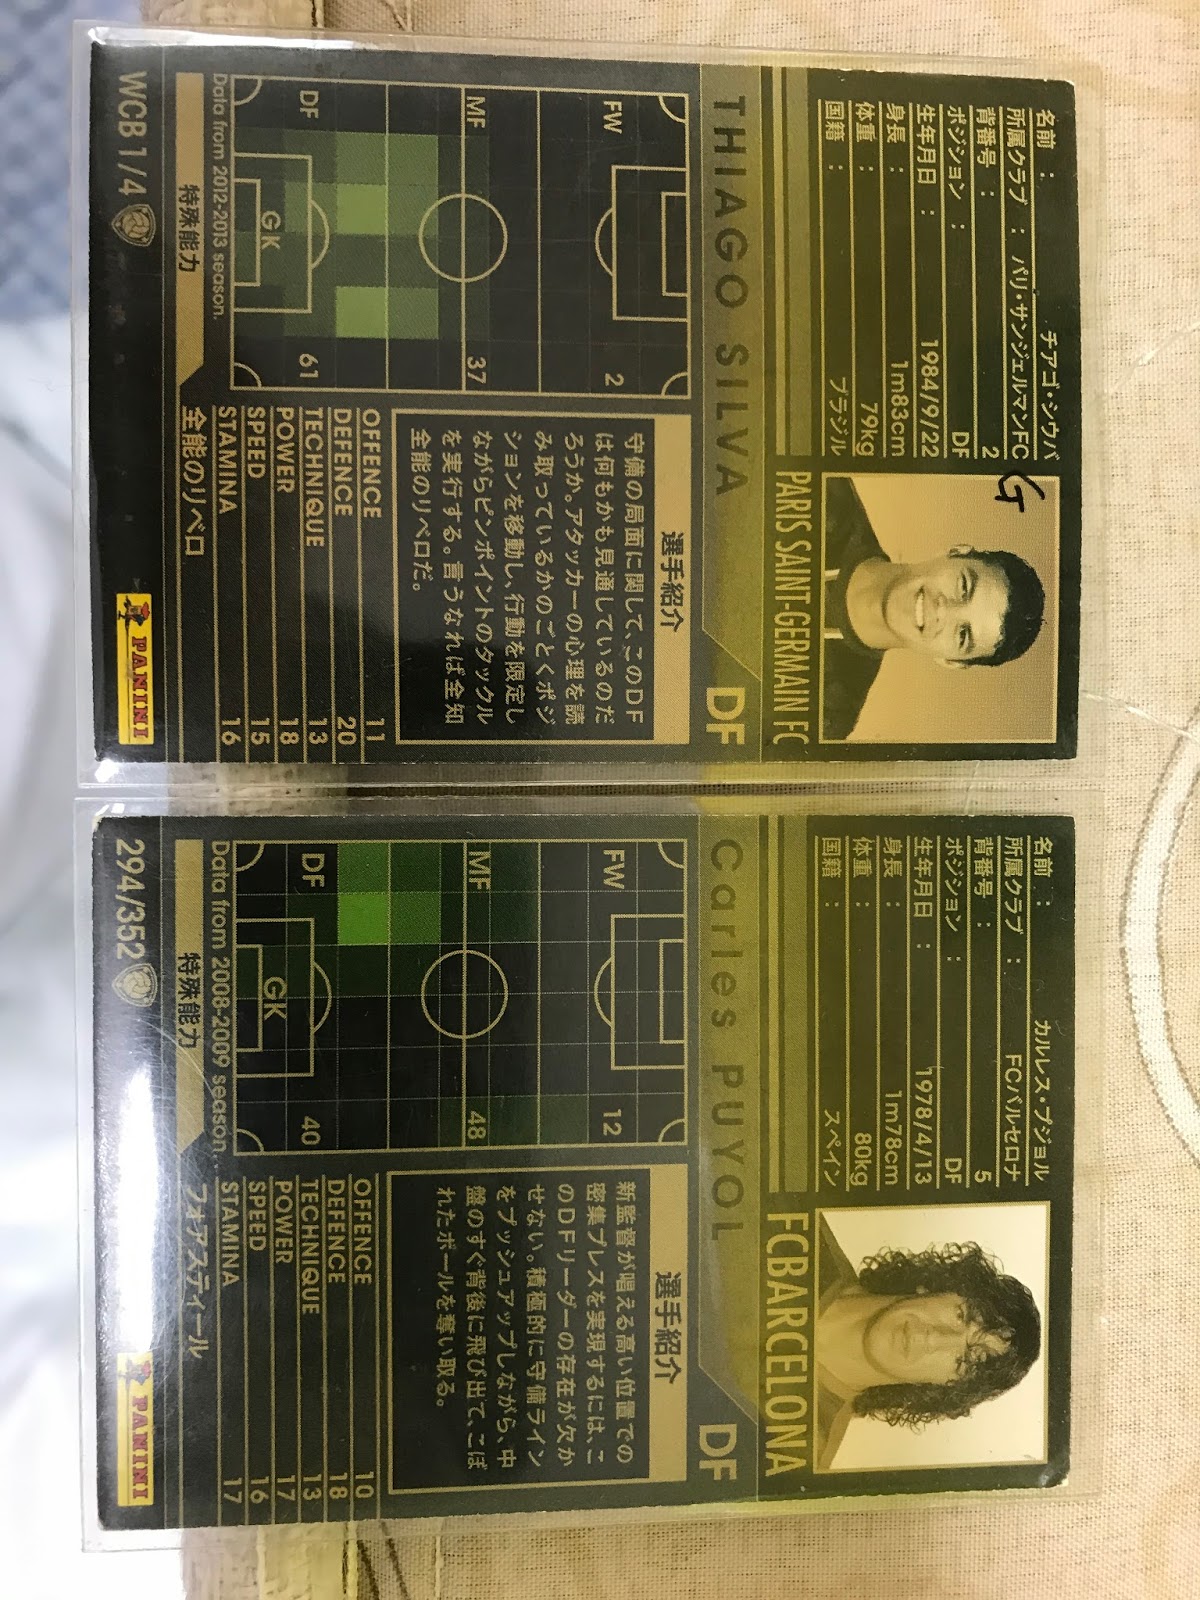 名前： チアゴ・シウバ
所属クラブ： パリ・サンジェルマンFC
背番号： 2
ポジション： DF
生年月日： 1984/9/22
身長： 1m83cm
体重： 79kg
国籍： ブラジル
G
PARIS SAINT-GERMAIN FC
THIAGO SILVA DF
FW 2
MF 37
DF 61
GK
Data from 2012-2013 season.
選手紹介
守備の局面に関して、このDF
は何もかも見通しているのだ
ろうか。アタッカーの心理を読
み取っているかのごとくポジ
ションを移動し、行動を限定し
ながらピンポイントのタックル
を実行する。言うなれば全知
全能のリベロだ。
OFFENCE 11
DEFENCE 20
TECHNIQUE 13
POWER 18
SPEED 15
STAMINA 16
特殊能力 全能のリベロ
WCB1/4
PANINI
名前： カルレス・プジョル
所属クラブ： FCバルセロナ
背番号： 5
ポジション： DF
生年月日： 1978/4/13
身長： 1m78cm
体重： 80kg
国籍： スペイン
FCBARCELONA
Carles PUYOL DF
FW 12
MF 48
DF 40
GK
Data from 2008-2009 season.
選手紹介
新監督が唱える高い位置での
密集プレスを実現するには、こ
のDFリーダーの存在が欠か
せない。積極的に守備ライン
をプッシュアップしながら、中
盤のすぐ背後に飛び出て、こぼ
れたボールを奪い取る。
OFFENCE 10
DEFENCE 18
TECHNIQUE 13
POWER 17
SPEED 16
STAMINA 17
特殊能力 フォアスティール
294/352
PANINI